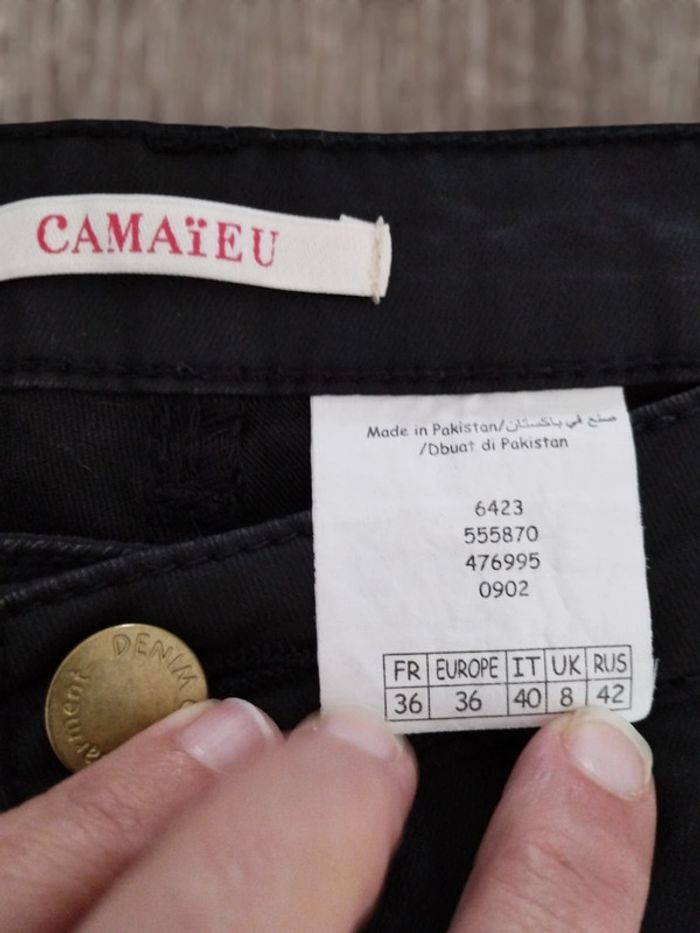 CAMAïEU
Made in Pakistan/صنع في باكستان
/Dbuat di Pakistan
6423
555870
476995
0902
FR EUROPE IT UK RUS
36 36 40 8 42
DENIM
garment